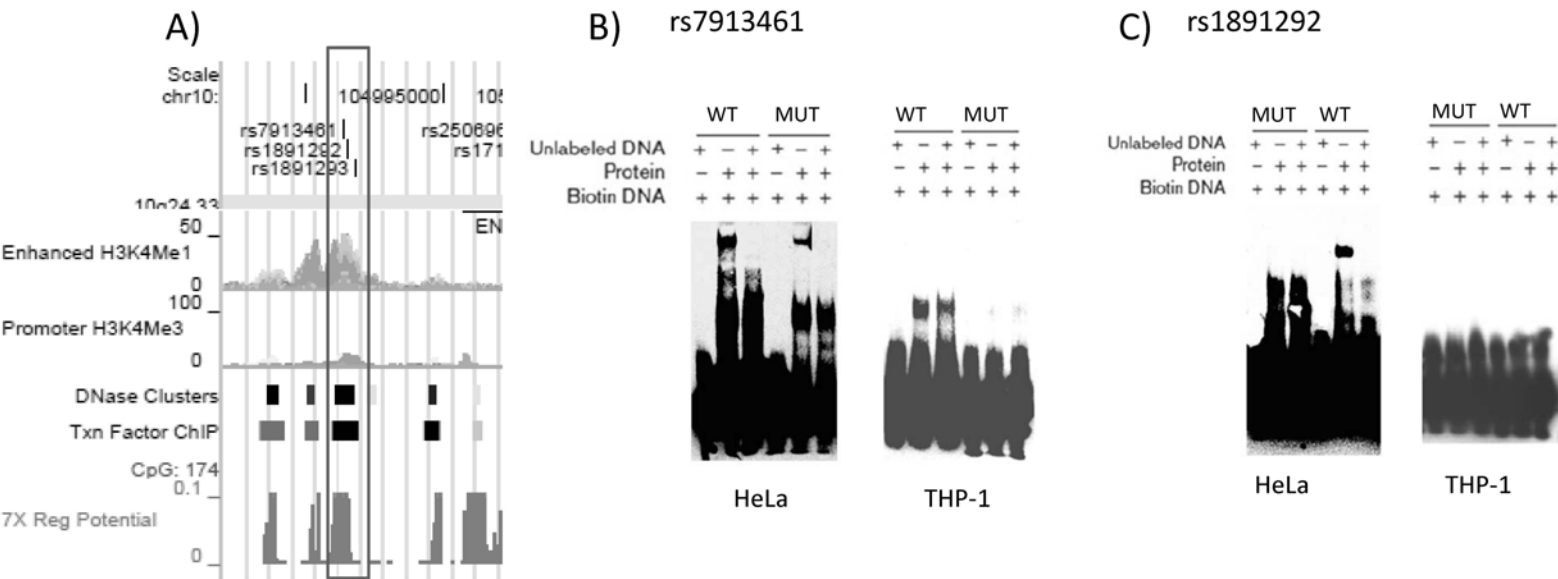 A)
Scale
chr10: 104995000 105
rs7913461 rs250696
rs1891292 rs171
rs1891293
10q24.33
50
EN
Enhanced H3K4Me1
0
100
Promoter H3K4Me3
0
DNase Clusters
Txn Factor ChIP
CpG: 174
0.1
7X Reg Potential
0
B) rs7913461
WT MUT WT MUT
Unlabeled DNA + − + + − + + − + + − +
Protein − + + − + + − + + − + +
Biotin DNA + + + + + + + + + + + +
HeLa THP-1
C) rs1891292
MUT WT MUT WT
Unlabeled DNA + − + + − + + − + + − +
Protein − + + − + + − + + − + +
Biotin DNA + + + + + + + + + + + +
HeLa THP-1